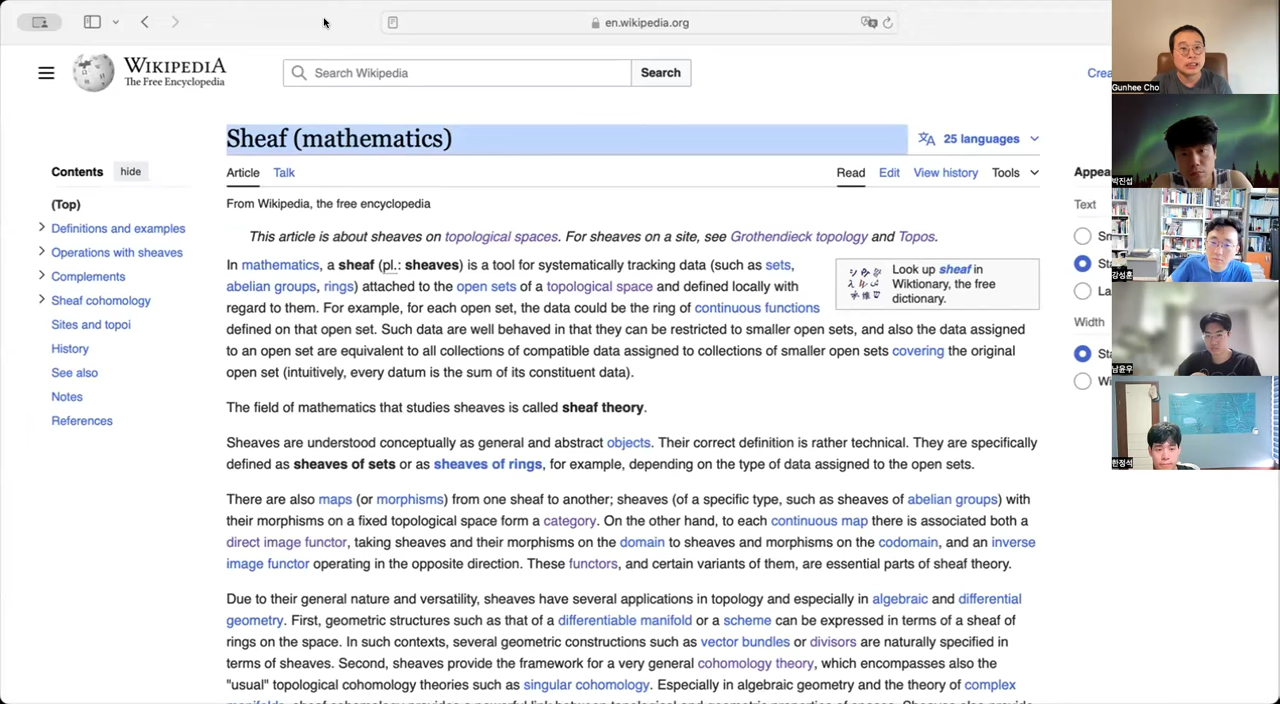 en.wikipedia.org
WIKIPEDIA
The Free Encyclopedia
Search Wikipedia
Search
Crea
Sheaf (mathematics)
25 languages
Contents
hide
(Top)
Definitions and examples
Operations with sheaves
Complements
Sheaf cohomology
Sites and topoi
History
See also
Notes
References
Article
Talk
Read
Edit
View history
Tools
From Wikipedia, the free encyclopedia
This article is about sheaves on topological spaces. For sheaves on a site, see Grothendieck topology and Topos.
In mathematics, a sheaf (pl.: sheaves) is a tool for systematically tracking data (such as sets,
abelian groups, rings) attached to the open sets of a topological space and defined locally with
regard to them. For example, for each open set, the data could be the ring of continuous functions
defined on that open set. Such data are well behaved in that they can be restricted to smaller open sets, and also the data assigned
to an open set are equivalent to all collections of compatible data assigned to collections of smaller open sets covering the original
open set (intuitively, every datum is the sum of its constituent data).
Look up sheaf in
Wiktionary, the free
dictionary.
The field of mathematics that studies sheaves is called sheaf theory.
Sheaves are understood conceptually as general and abstract objects. Their correct definition is rather technical. They are specifically
defined as sheaves of sets or as sheaves of rings, for example, depending on the type of data assigned to the open sets.
There are also maps (or morphisms) from one sheaf to another; sheaves (of a specific type, such as sheaves of abelian groups) with
their morphisms on a fixed topological space form a category. On the other hand, to each continuous map there is associated both a
direct image functor, taking sheaves and their morphisms on the domain to sheaves and morphisms on the codomain, and an inverse
image functor operating in the opposite direction. These functors, and certain variants of them, are essential parts of sheaf theory.
Due to their general nature and versatility, sheaves have several applications in topology and especially in algebraic and differential
geometry. First, geometric structures such as that of a differentiable manifold or a scheme can be expressed in terms of a sheaf of
rings on the space. In such contexts, several geometric constructions such as vector bundles or divisors are naturally specified in
terms of sheaves. Second, sheaves provide the framework for a very general cohomology theory, which encompasses also the
"usual" topological cohomology theories such as singular cohomology. Especially in algebraic geometry and the theory of complex
Appea
Text
Sm
Sta
La
Width
Sta
Wi
Gunhee Cho
박진섭
강성훈
남윤우
한정석